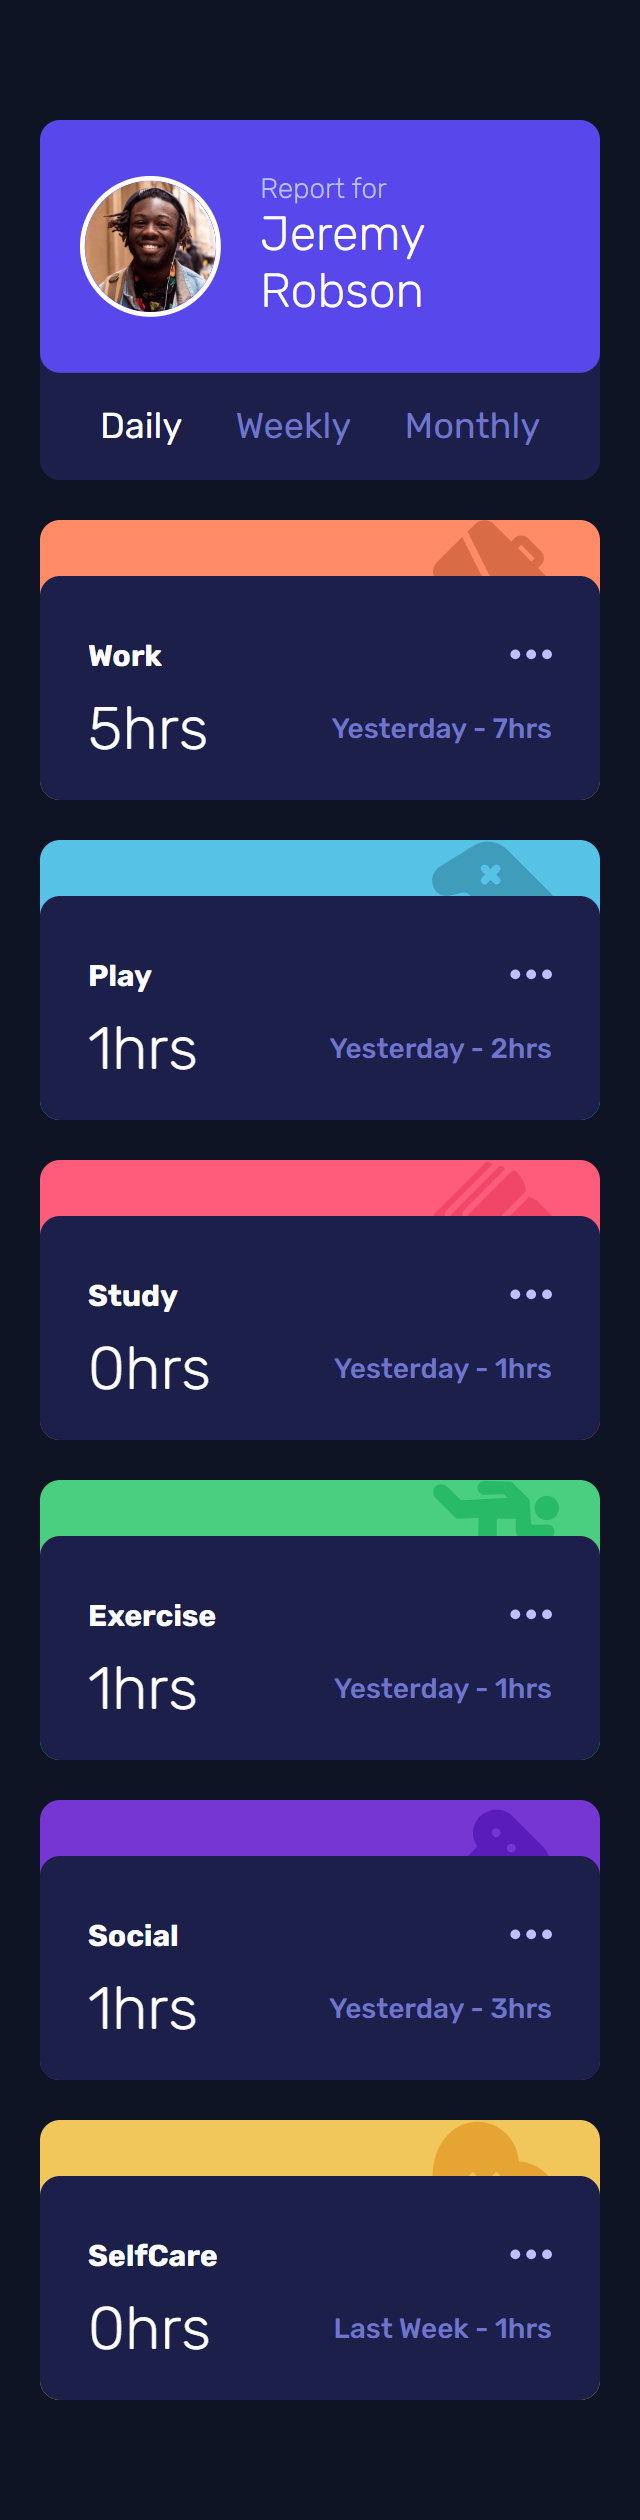 Report for
Jeremy
Robson
Daily Weekly Monthly
Work
5hrs Yesterday - 7hrs
Play
1hrs Yesterday - 2hrs
Study
0hrs Yesterday - 1hrs
Exercise
1hrs Yesterday - 1hrs
Social
1hrs Yesterday - 3hrs
SelfCare
0hrs Last Week - 1hrs